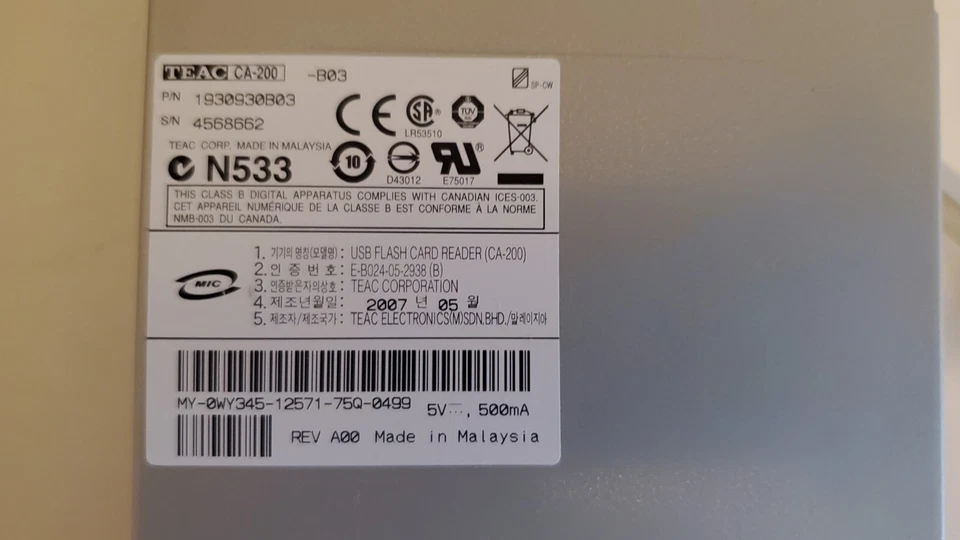 TEAC CA-200 -B03
SP-CW
P/N 1930930B03
S/N 4568662
SA®
TÜV
LR53510
TEAC CORP. MADE IN MALAYSIA
N533
10
D43012
E75017
THIS CLASS B DIGITAL APPARATUS COMPLIES WITH CANADIAN ICES-003.
CET APPAREIL NUMÉRIQUE DE LA CLASSE B EST CONFORME À LA NORME
NMB-003 DU CANADA.
MIC
1. 기기의 명칭(모델명) : USB FLASH CARD READER (CA-200)
2. 인 증 번 호 : E-B024-05-2938 (B)
3. 인증받은자의상호 : TEAC CORPORATION
4. 제조년월일 : 2007 년 05 월
5. 제조자/제조국가 : TEAC ELECTRONICS(M)SDN.BHD./말레이지아
MY-0WY345-12571-75Q-0499
5V⎓, 500mA
REV A00 Made in Malaysia